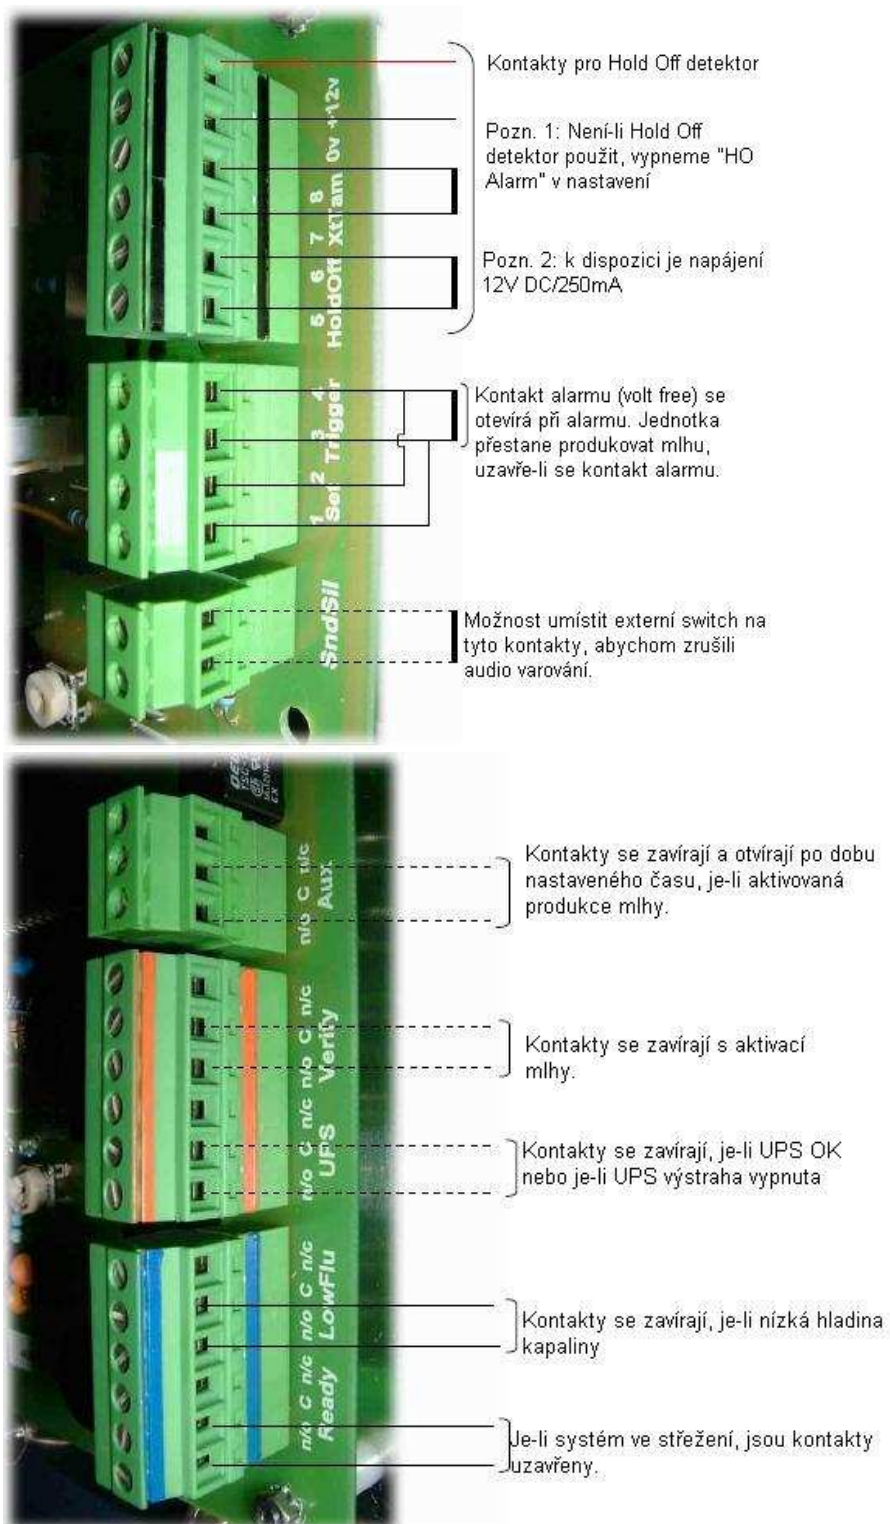 Kontakty pro Hold Off detektor
Pozn. 1: Není-li Hold Off
detektor použit, vypneme "HO
Alarm" v nastavení
Pozn. 2: k dispozici je napájení
12V DC/250mA
5 6 7 8 0v +12v
HoldOff XtTam
Kontakt alarmu (volt free) se
otevírá při alarmu. Jednotka
přestane produkovat mlhu,
uzavře-li se kontakt alarmu.
1 2 3 4
Set Trigger
Možnost umístit externí switch na
tyto kontakty, abychom zrušili
audio varování.
SndSil
Kontakty se zavírají a otvírají po dobu
nastaveného času, je-li aktivovaná
produkce mlhy.
n/o C n/c
Aux
Kontakty se zavírají s aktivací
mlhy.
n/o C n/c
Verify
Kontakty se zavírají, je-li UPS OK
nebo je-li UPS výstraha vypnuta
n/o C n/c
UPS
Kontakty se zavírají, je-li nízká hladina
kapaliny
n/o C n/c
LowFlu
Je-li systém ve střežení, jsou kontakty
uzavřeny.
n/o C n/c
Ready